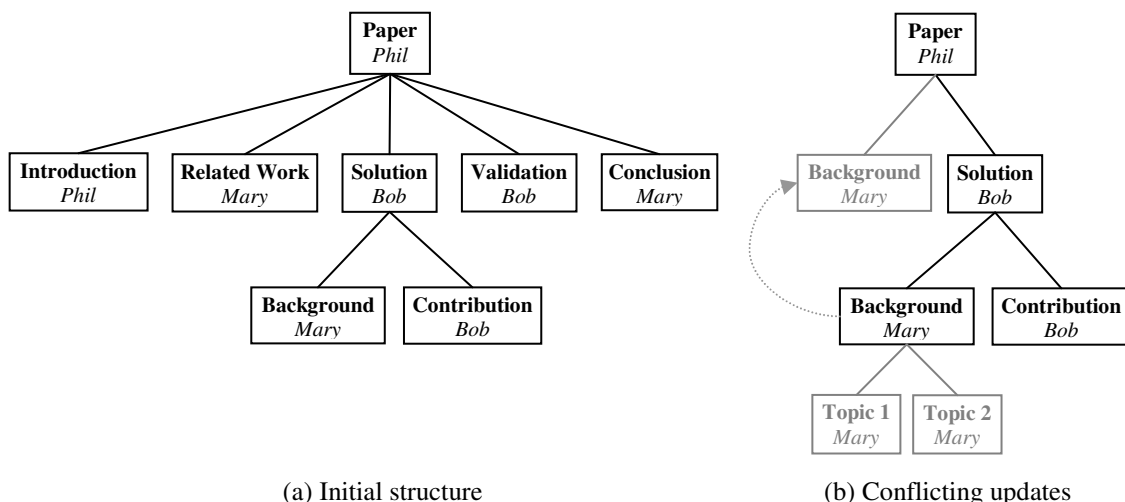 Paper
Phil
Introduction
Phil
Related Work
Mary
Solution
Bob
Validation
Bob
Conclusion
Mary
Background
Mary
Contribution
Bob
(a) Initial structure
Paper
Phil
Background
Mary
Solution
Bob
Background
Mary
Contribution
Bob
Topic 1
Mary
Topic 2
Mary
(b) Conflicting updates